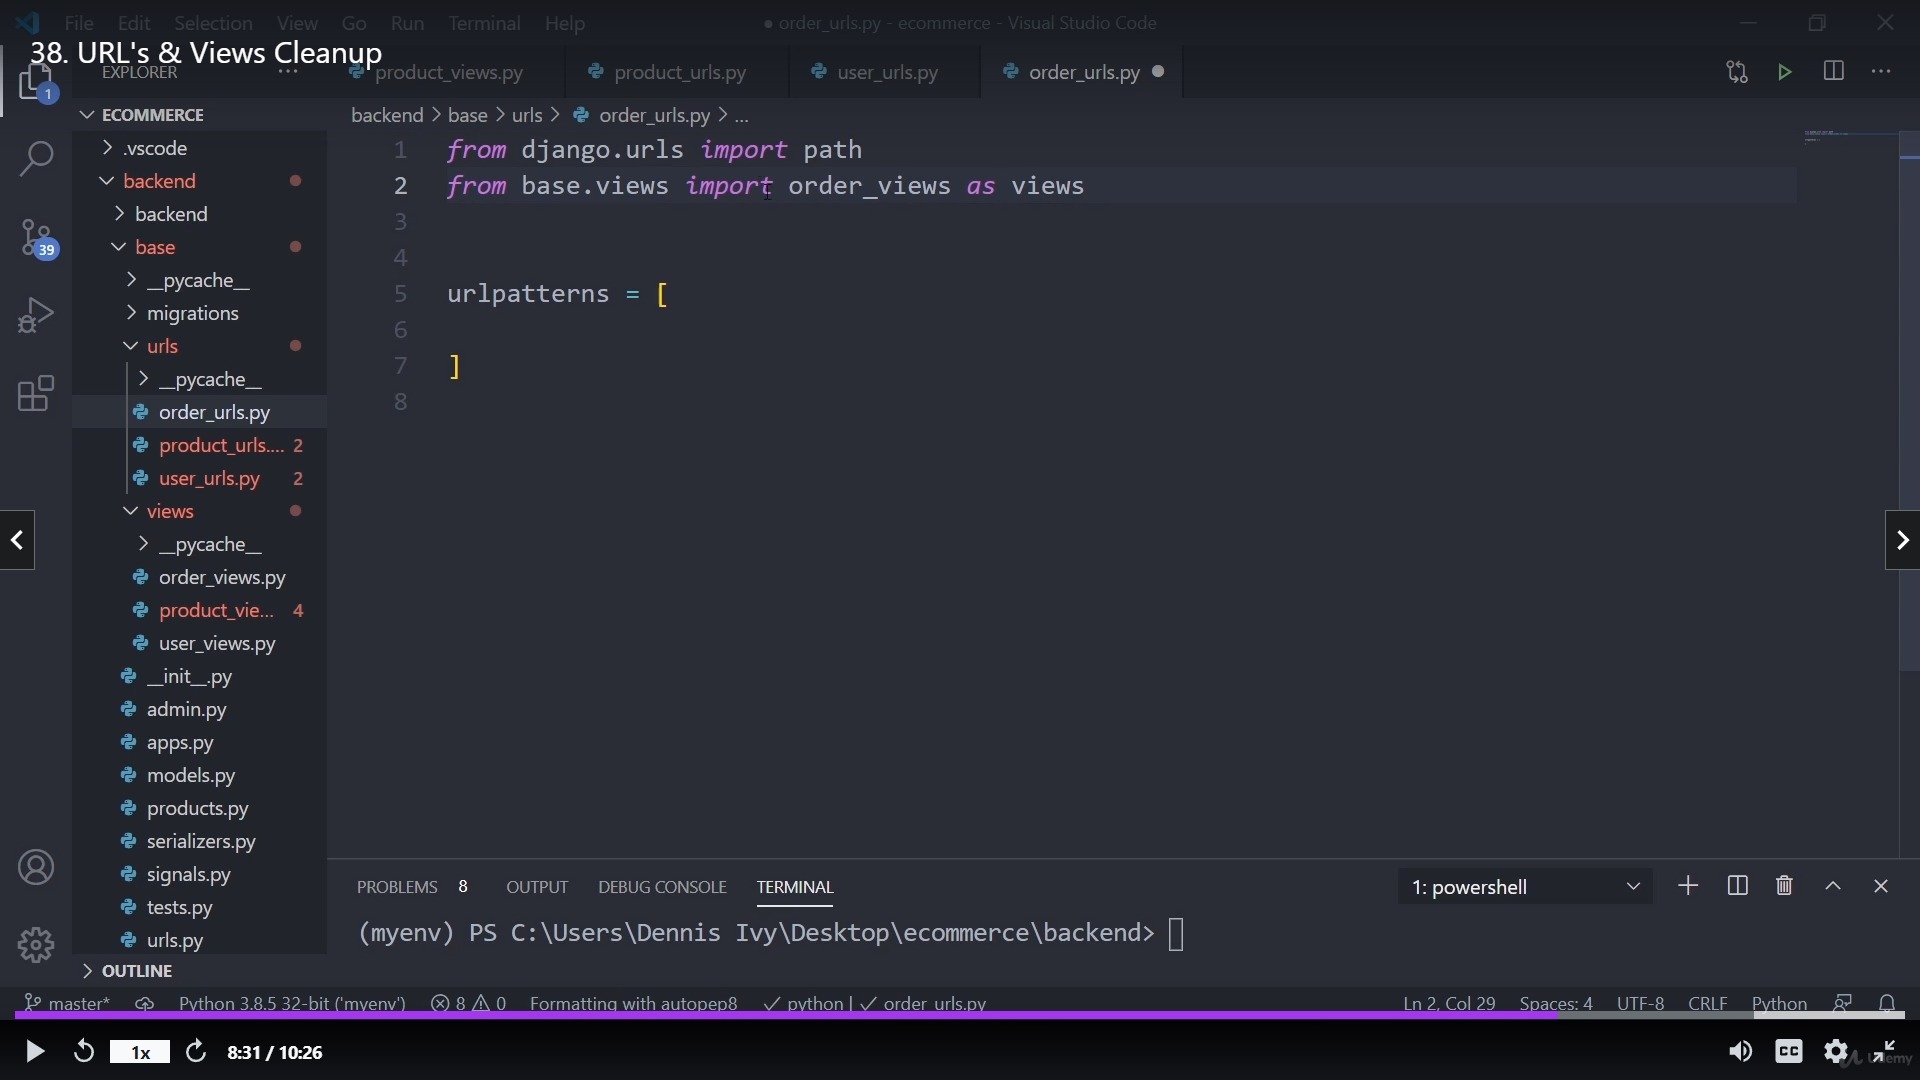 File Edit Selection View Go Run Terminal Help
● order_urls.py - ecommerce - Visual Studio Code
38. URL's & Views Cleanup
EXPLORER ...
product_views.py
product_urls.py
user_urls.py
order_urls.py
1
39
ECOMMERCE
.vscode
backend
backend
base
__pycache__
migrations
urls
__pycache__
order_urls.py
product_urls.... 2
user_urls.py 2
views
__pycache__
order_views.py
product_vie... 4
user_views.py
__init__.py
admin.py
apps.py
models.py
products.py
serializers.py
signals.py
tests.py
urls.py
OUTLINE
backend > base > urls > order_urls.py > ...
1 from django.urls import path
2 from base.views import order_views as views
3
4
5 urlpatterns = [
6
7 ]
8
PROBLEMS 8 OUTPUT DEBUG CONSOLE TERMINAL
1: powershell
(myenv) PS C:\Users\Dennis Ivy\Desktop\ecommerce\backend>
master* Python 3.8.5 32-bit ('myenv') 8 0 Formatting with autopep8 ✓ python | ✓ order_urls.py
Ln 2, Col 29 Spaces: 4 UTF-8 CRLF Python
1x
8:31 / 10:26
CC
Udemy